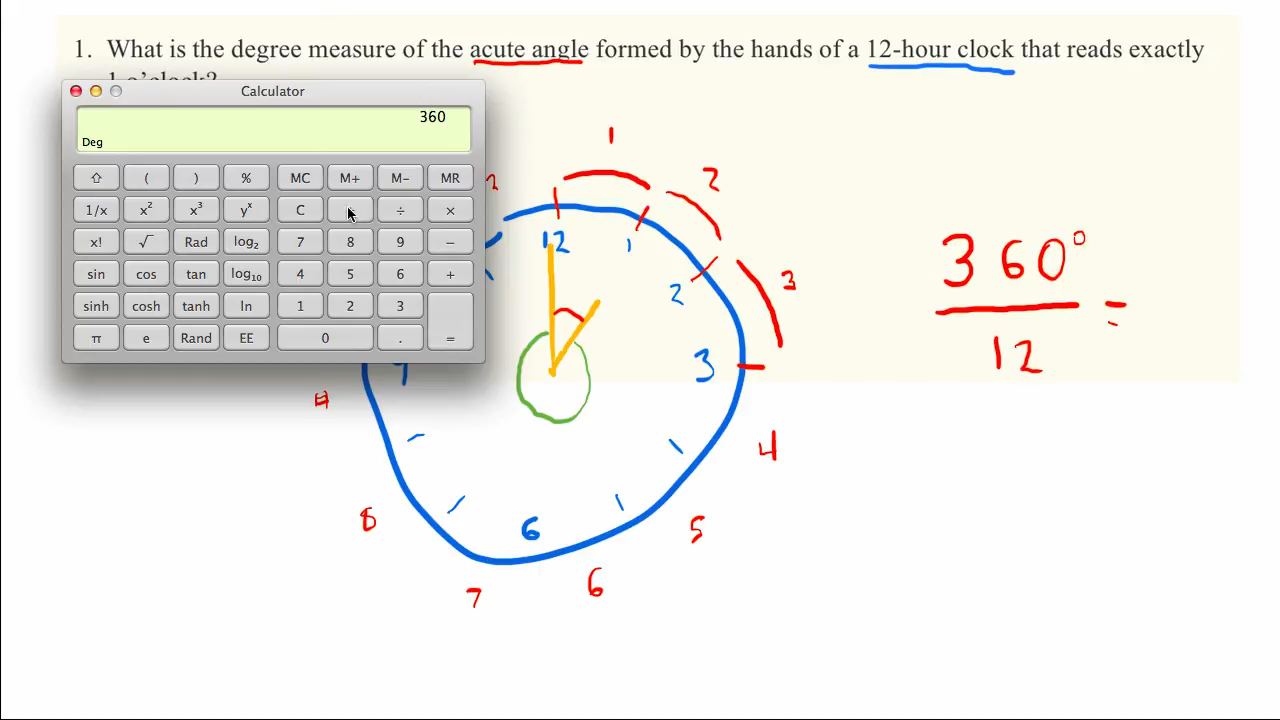 1. What is the degree measure of the acute angle formed by the hands of a 12-hour clock that reads exactly
1 o'clock?
Calculator
360
Deg
⇧ ( ) % MC M+ M- MR
1/x x² x³ yˣ C ÷ ×
x! √ Rad log₂ 7 8 9 −
sin cos tan log₁₀ 4 5 6 +
sinh cosh tanh ln 1 2 3
π e Rand EE 0 . =
1
2
12
1
2
3
3
4
5
6
6
7
8
360°
12
=